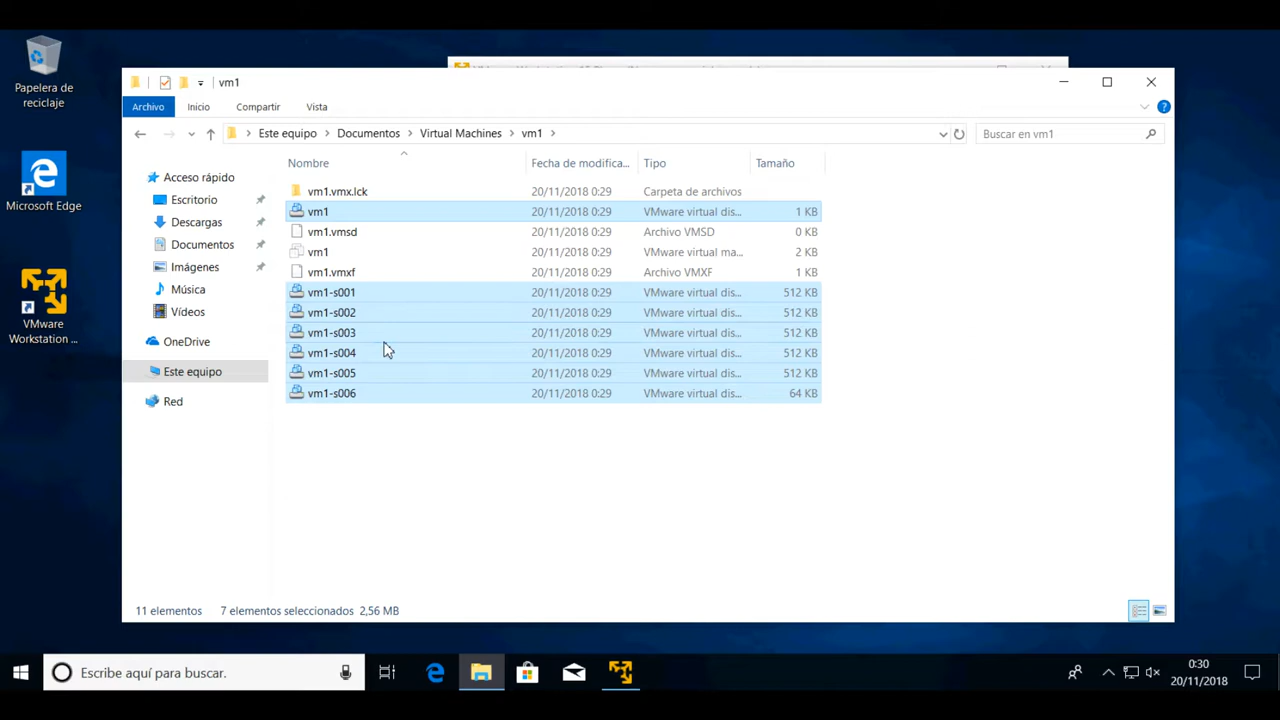 Papelera de
reciclaje
Microsoft Edge
VMware
Workstation ...
vm1
Archivo
Inicio
Compartir
Vista
Este equipo
Documentos
Virtual Machines
vm1
Buscar en vm1
Acceso rápido
Escritorio
Descargas
Documentos
Imágenes
Música
Vídeos
OneDrive
Este equipo
Red
Nombre Fecha de modifica... Tipo Tamaño
vm1.vmx.lck 20/11/2018 0:29 Carpeta de archivos
vm1 20/11/2018 0:29 VMware virtual dis... 1 KB
vm1.vmsd 20/11/2018 0:29 Archivo VMSD 0 KB
vm1 20/11/2018 0:29 VMware virtual ma... 2 KB
vm1.vmxf 20/11/2018 0:29 Archivo VMXF 1 KB
vm1-s001 20/11/2018 0:29 VMware virtual dis... 512 KB
vm1-s002 20/11/2018 0:29 VMware virtual dis... 512 KB
vm1-s003 20/11/2018 0:29 VMware virtual dis... 512 KB
vm1-s004 20/11/2018 0:29 VMware virtual dis... 512 KB
vm1-s005 20/11/2018 0:29 VMware virtual dis... 512 KB
vm1-s006 20/11/2018 0:29 VMware virtual dis... 64 KB
11 elementos 7 elementos seleccionados 2,56 MB
Escribe aquí para buscar.
0:30
20/11/2018